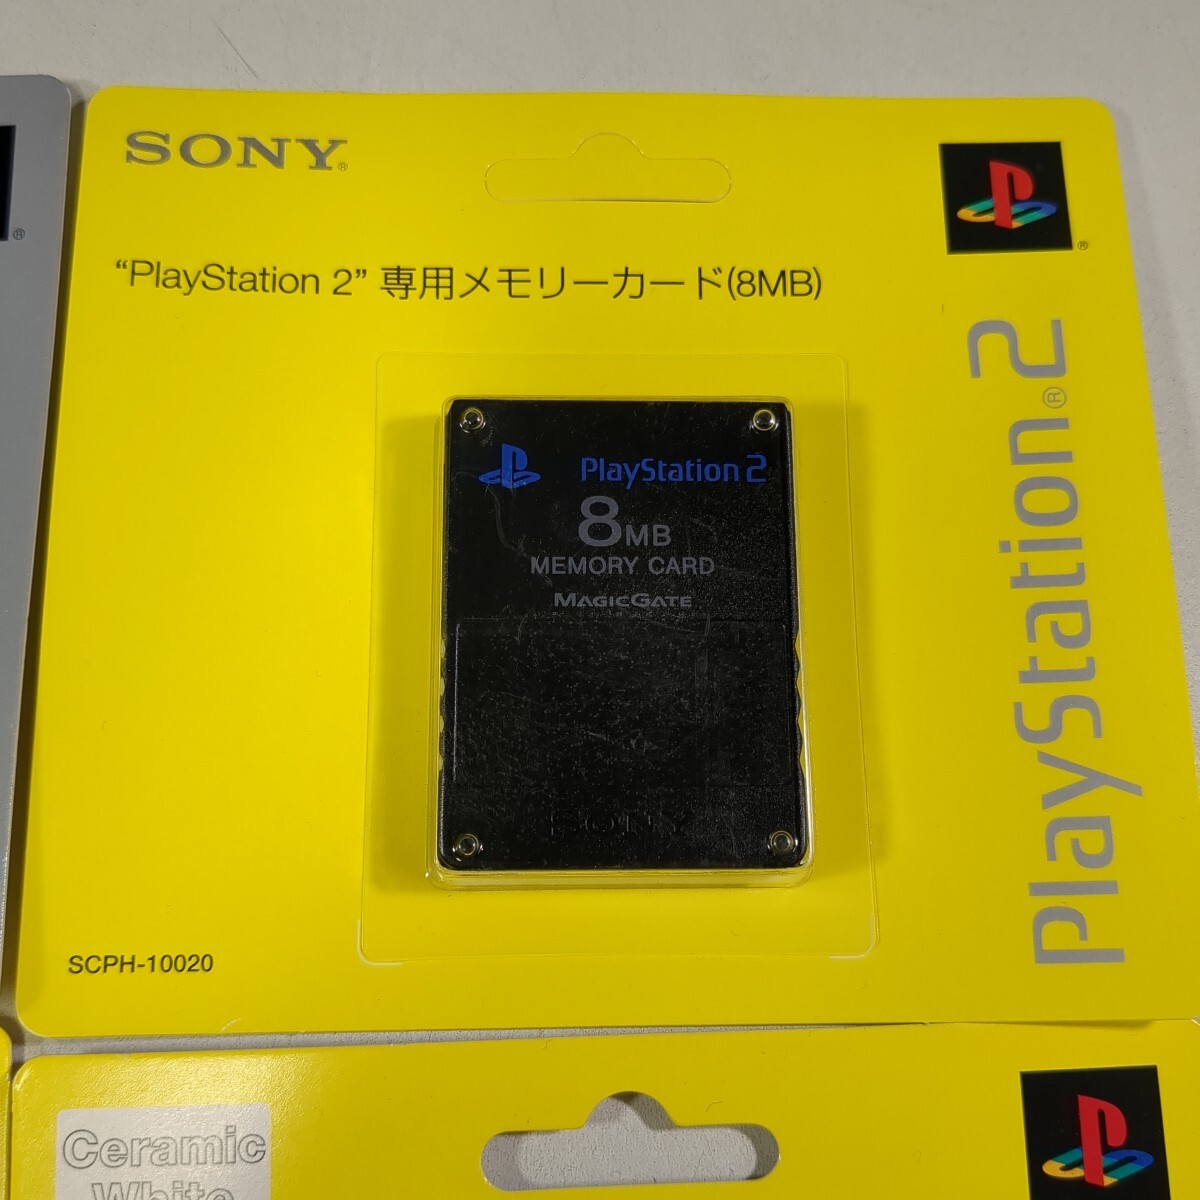 SONY®
®
“PlayStation 2” 専用メモリーカード(8MB)
PlayStation®2
PlayStation 2
8MB
MEMORY CARD
MAGICGATE
SONY
SCPH-10020
®
Ceramic
White